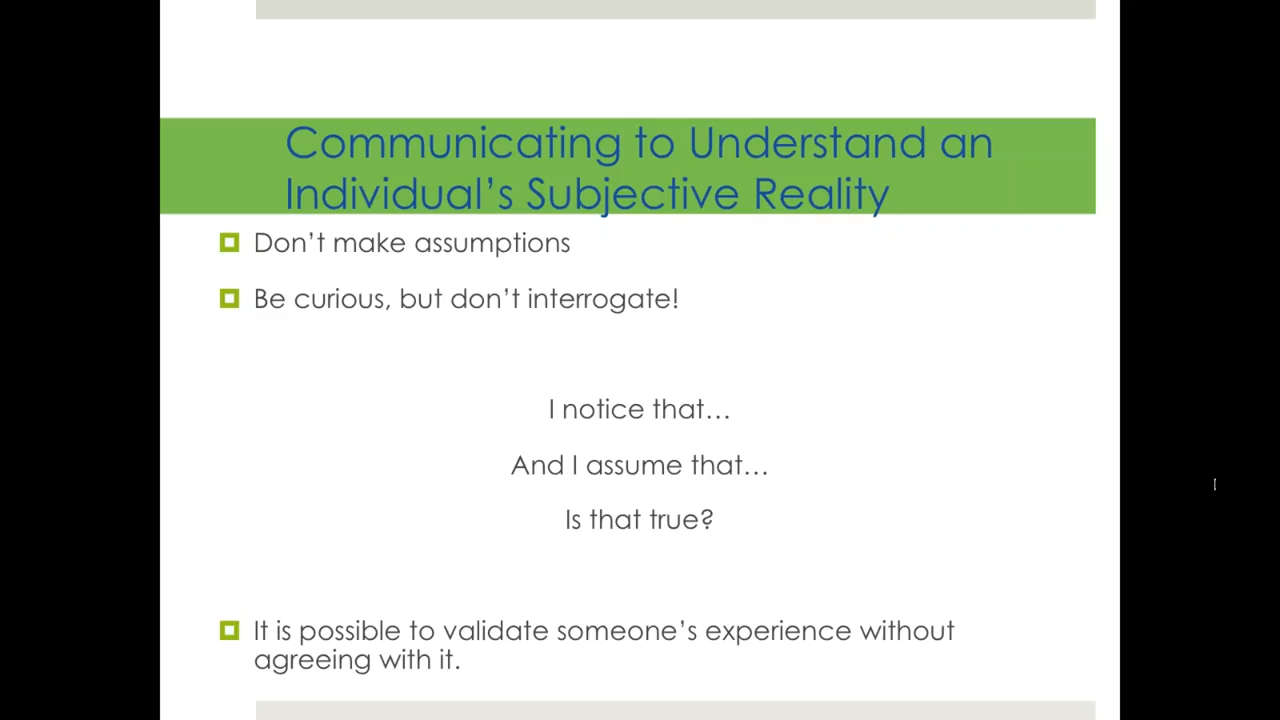 Communicating to Understand an
Individual’s Subjective Reality
Don’t make assumptions
Be curious, but don’t interrogate!
I notice that…
And I assume that…
Is that true?
It is possible to validate someone’s experience without
agreeing with it.